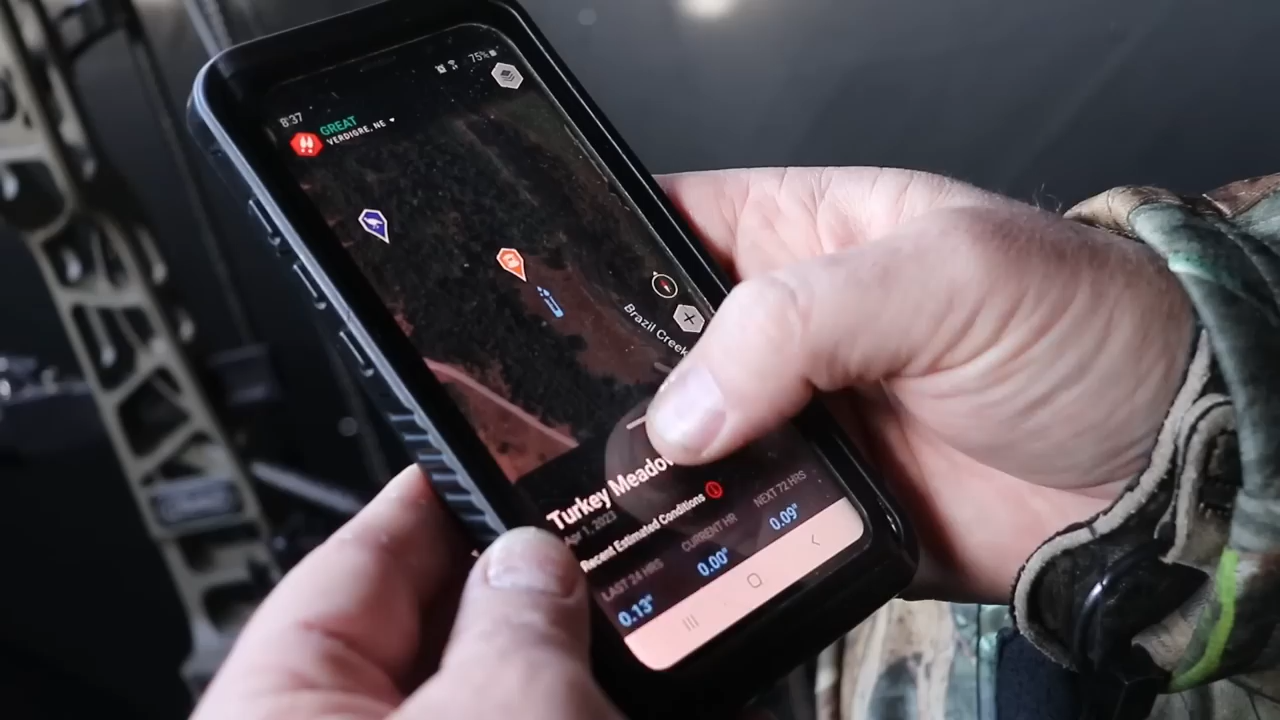 8:37
75%
GREAT
VERDIGRE, NE
Brazil Creek
Turkey
Apr 1, 2023
Recent Estimated Conditions
LAST 24 HRS
CURRENT HR
NEXT 72 HRS
0.13"
0.00"
0.09"